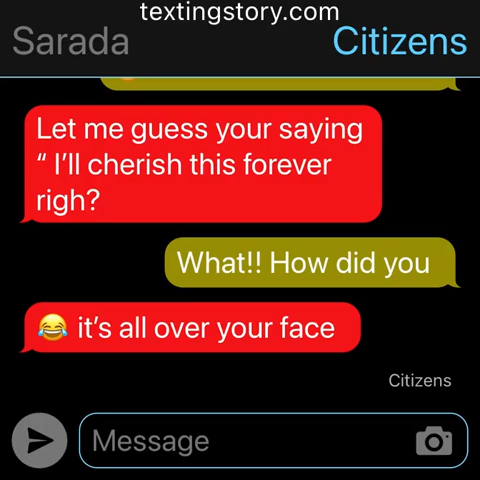 textingstory.com
Sarada Citizens
Let me guess your saying
“ I’ll cherish this forever
righ?
What!! How did you
😂 it’s all over your face
Citizens
Message